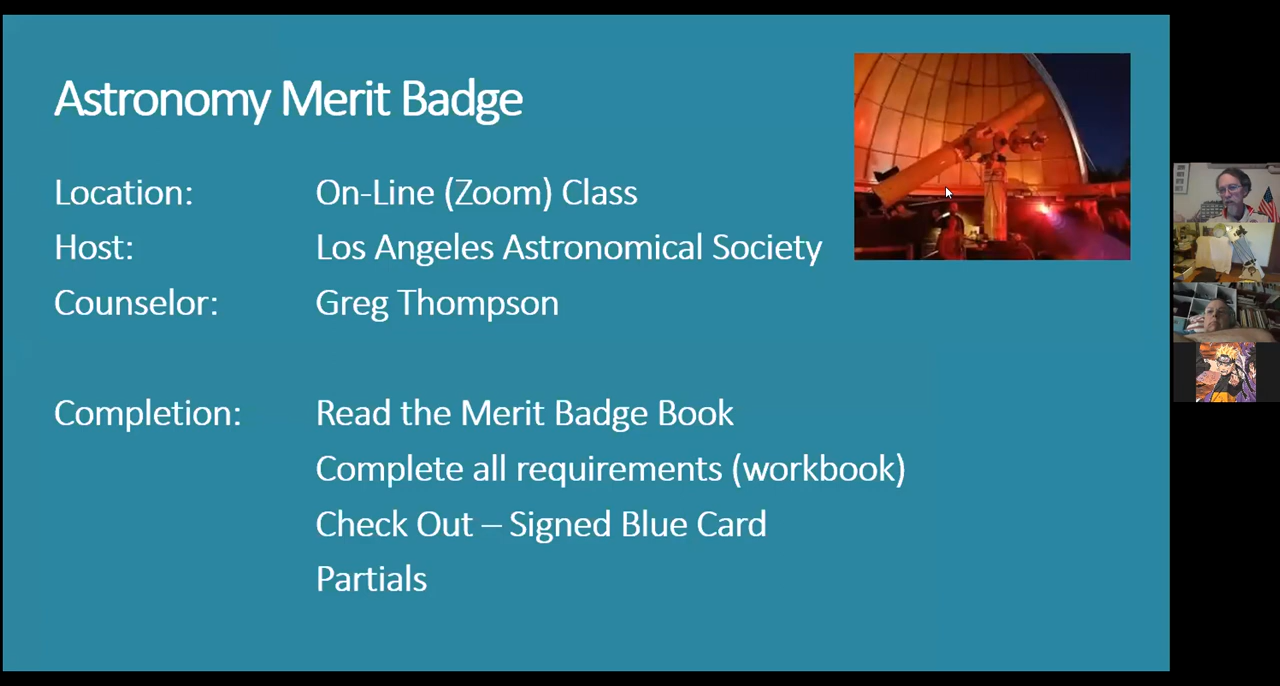 Astronomy Merit Badge
Location: On-Line (Zoom) Class
Host: Los Angeles Astronomical Society
Counselor: Greg Thompson
Completion: Read the Merit Badge Book
Complete all requirements (workbook)
Check Out – Signed Blue Card
Partials